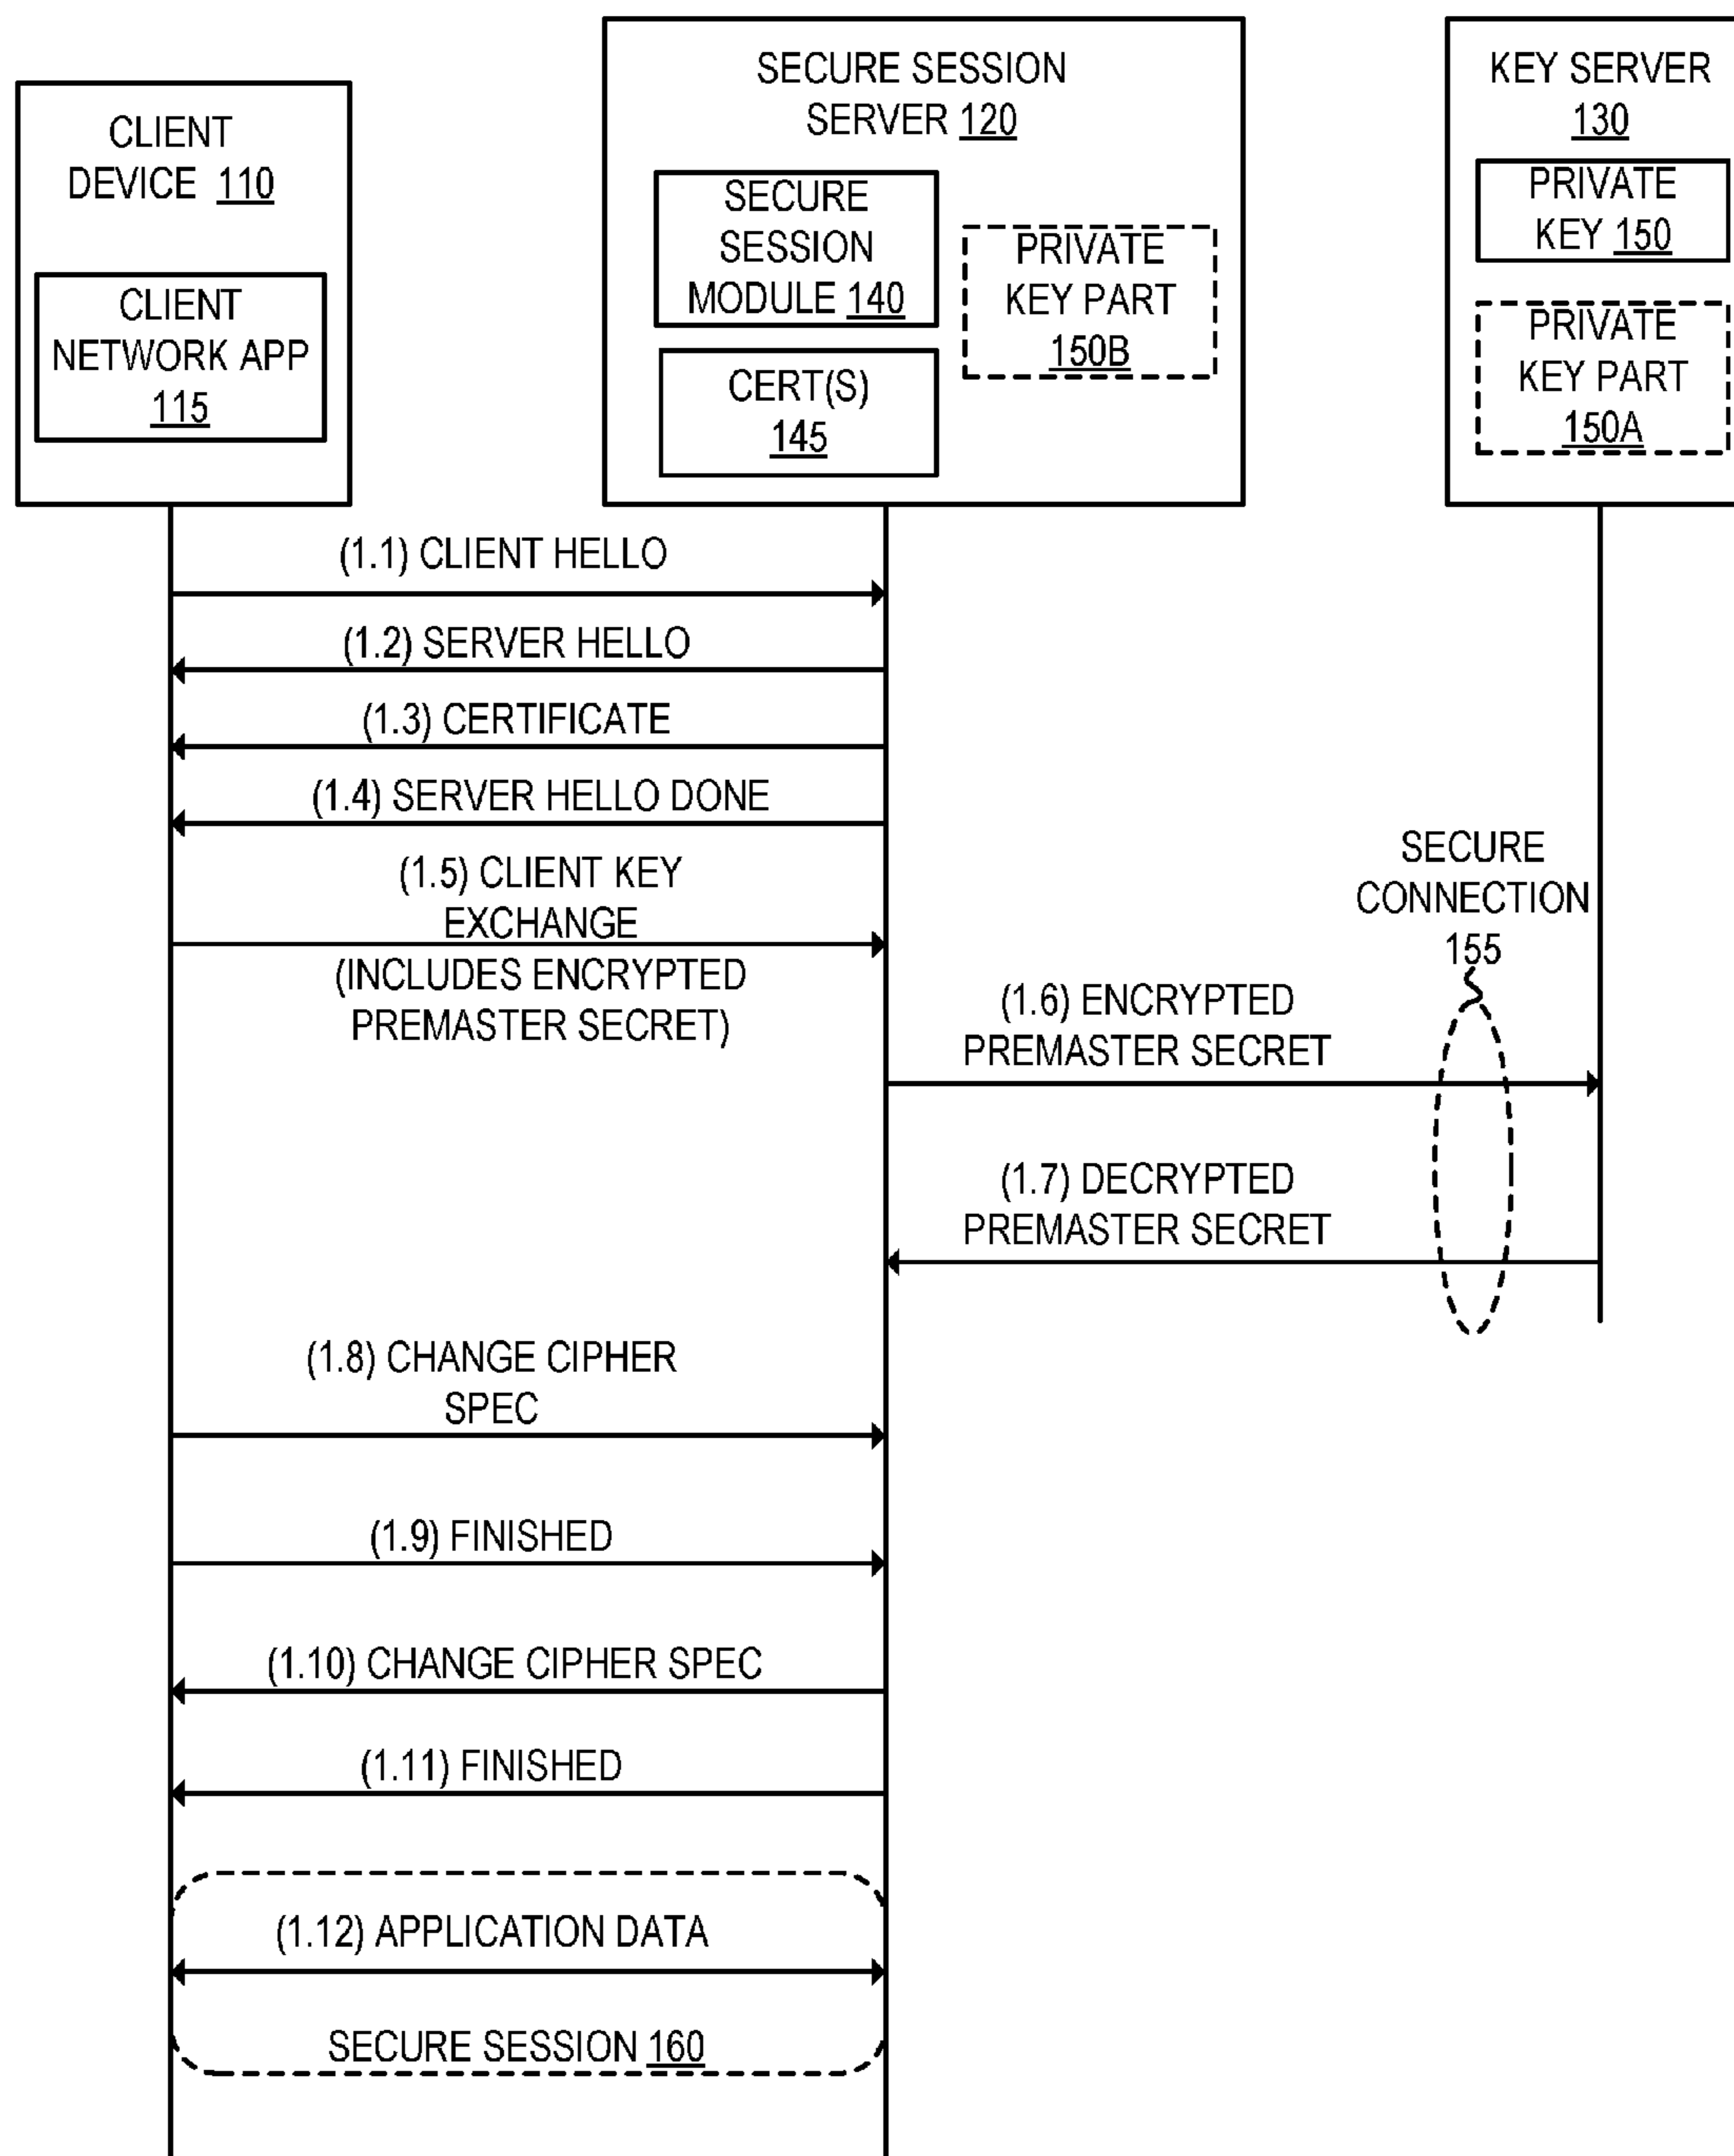 CLIENT
DEVICE 110
CLIENT
NETWORK APP
115
SECURE SESSION
SERVER 120
SECURE
SESSION
MODULE 140
CERT(S)
145
PRIVATE
KEY PART
150B
KEY SERVER
130
PRIVATE
KEY 150
PRIVATE
KEY PART
150A
(1.1) CLIENT HELLO
(1.2) SERVER HELLO
(1.3) CERTIFICATE
(1.4) SERVER HELLO DONE
(1.5) CLIENT KEY
EXCHANGE
(INCLUDES ENCRYPTED
PREMASTER SECRET)
SECURE
CONNECTION
155
(1.6) ENCRYPTED
PREMASTER SECRET
(1.7) DECRYPTED
PREMASTER SECRET
(1.8) CHANGE CIPHER
SPEC
(1.9) FINISHED
(1.10) CHANGE CIPHER SPEC
(1.11) FINISHED
(1.12) APPLICATION DATA
SECURE SESSION 160